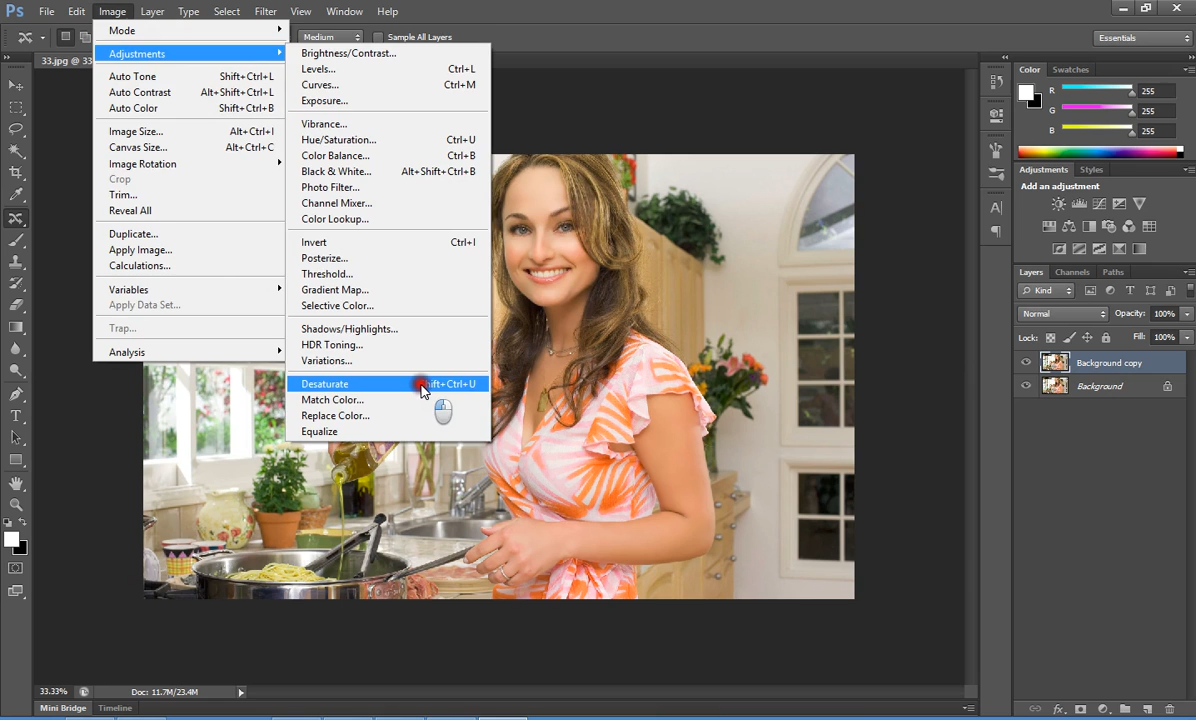 Ps File Edit Image Layer Type Select Filter View Window Help
Medium Sample All Layers Essentials
33.jpg @ 33
Mode
Adjustments
Auto Tone Shift+Ctrl+L
Auto Contrast Alt+Shift+Ctrl+L
Auto Color Shift+Ctrl+B
Image Size... Alt+Ctrl+I
Canvas Size... Alt+Ctrl+C
Image Rotation
Crop
Trim...
Reveal All
Duplicate...
Apply Image...
Calculations...
Variables
Apply Data Set...
Trap...
Analysis
Brightness/Contrast...
Levels... Ctrl+L
Curves... Ctrl+M
Exposure...
Vibrance...
Hue/Saturation... Ctrl+U
Color Balance... Ctrl+B
Black & White... Alt+Shift+Ctrl+B
Photo Filter...
Channel Mixer...
Color Lookup...
Invert Ctrl+I
Posterize...
Threshold...
Gradient Map...
Selective Color...
Shadows/Highlights...
HDR Toning...
Variations...
Desaturate Shift+Ctrl+U
Match Color...
Replace Color...
Equalize
Color Swatches
R 255
G 255
B 255
Adjustments Styles
Add an adjustment
Layers Channels Paths
Kind
Normal Opacity: 100%
Lock: Fill: 100%
Background copy
Background
33.33% Doc: 11.7M/23.4M
Mini Bridge Timeline